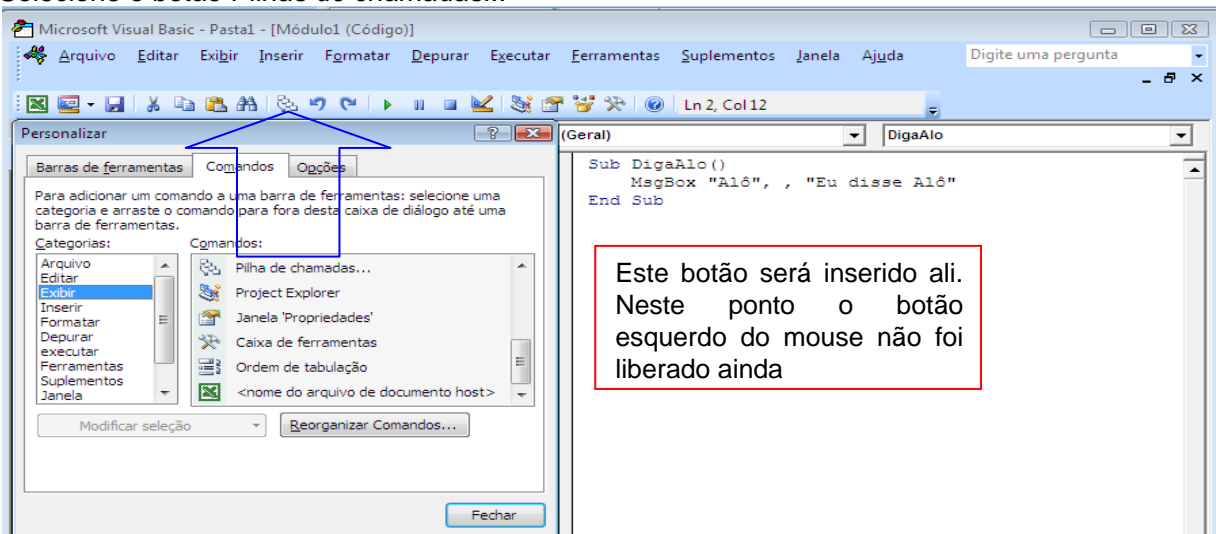 Selecione o botão Pilhas de chamadas...
Microsoft Visual Basic - Pasta1 - [Módulo1 (Código)]
Arquivo Editar Exibir Inserir Formatar Depurar Executar Ferramentas Suplementos Janela Ajuda Digite uma pergunta
Ln 2, Col 12
Personalizar
(Geral) DigaAlo
Barras de ferramentas Comandos Opções
Sub DigaAlo()
MsgBox "Alô", , "Eu disse Alô"
End Sub
Para adicionar um comando a uma barra de ferramentas: selecione uma
categoria e arraste o comando para fora desta caixa de diálogo até uma
barra de ferramentas.
Categorias: Comandos:
Arquivo
Editar
Exibir
Inserir
Formatar
Depurar
executar
Ferramentas
Suplementos
Janela
Pilha de chamadas...
Project Explorer
Janela 'Propriedades'
Caixa de ferramentas
Ordem de tabulação
<nome do arquivo de documento host>
Modificar seleção Reorganizar Comandos...
Fechar
Este botão será inserido ali.
Neste ponto o botão
esquerdo do mouse não foi
liberado ainda